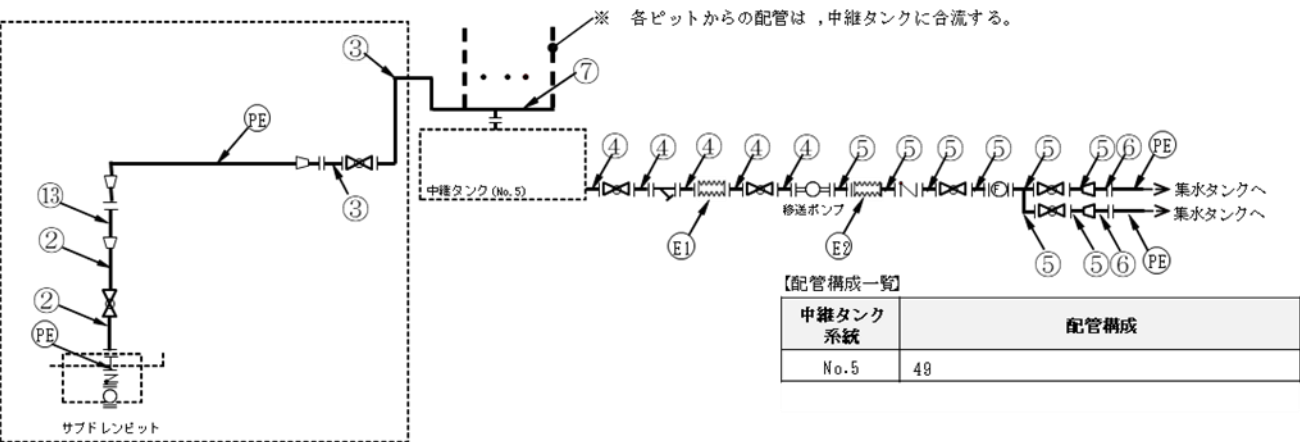 ※ 各ピットからの配管は，中継タンクに合流する。
③
③
⑦
PE
④ ④ ④ ④ ④ ⑤ ⑤ ⑤ ⑤ ⑤ ⑤ ⑥ PE
中継タンク(No.5)
集水タンクへ
移送ポンプ
集水タンクへ
⑬
②
②
PE
E1
E2
⑤ ⑤ ⑥ PE
サブドレンピット
【配管構成一覧】
中継タンク
系統
配管構成
No.5 49